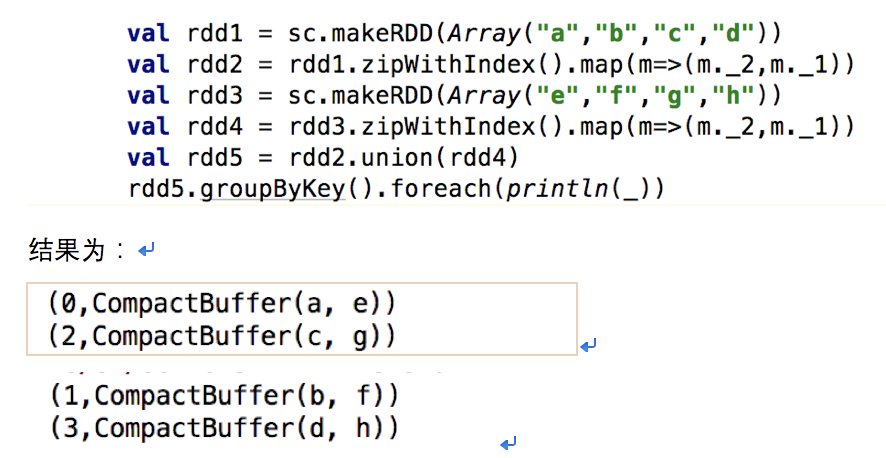 val rdd1 = sc.makeRDD(Array("a","b","c","d"))
val rdd2 = rdd1.zipWithIndex().map(m=>(m._2,m._1))
val rdd3 = sc.makeRDD(Array("e","f","g","h"))
val rdd4 = rdd3.zipWithIndex().map(m=>(m._2,m._1))
val rdd5 = rdd2.union(rdd4)
rdd5.groupByKey().foreach(println(_))
结果为：
(0,CompactBuffer(a, e))
(2,CompactBuffer(c, g))
(1,CompactBuffer(b, f))
(3,CompactBuffer(d, h))